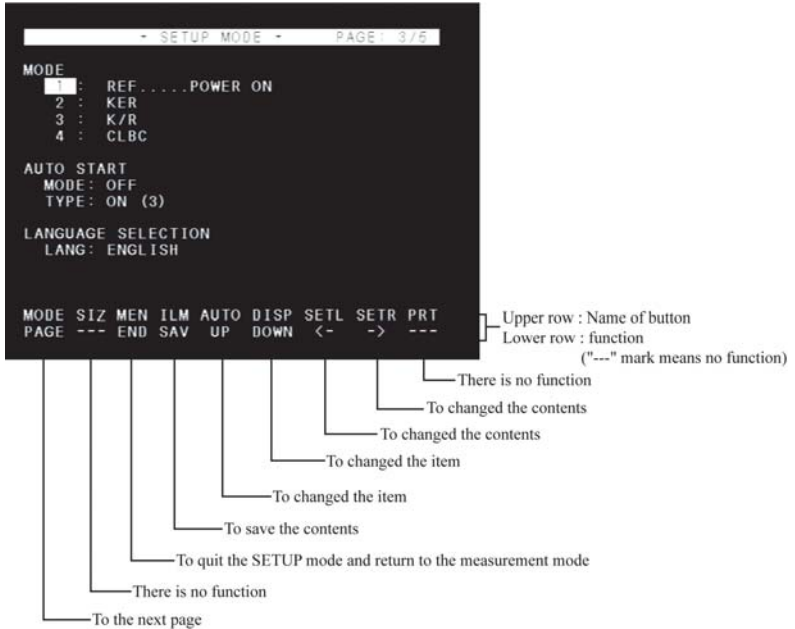 - SETUP MODE - PAGE: 3/6
MODE
1 : REF.....POWER ON
2 : KER
3 : K/R
4 : CLBC
AUTO START
MODE: OFF
TYPE: ON (3)
LANGUAGE SELECTION
LANG: ENGLISH
MODE SIZ MEN ILM AUTO DISP SETL SETR PRT
PAGE --- END SAV UP DOWN <- -> ---
Upper row : Name of button
Lower row : function
("---" mark means no function)
There is no function
To changed the contents
To changed the contents
To changed the item
To changed the item
To save the contents
To quit the SETUP mode and return to the measurement mode
There is no function
To the next page